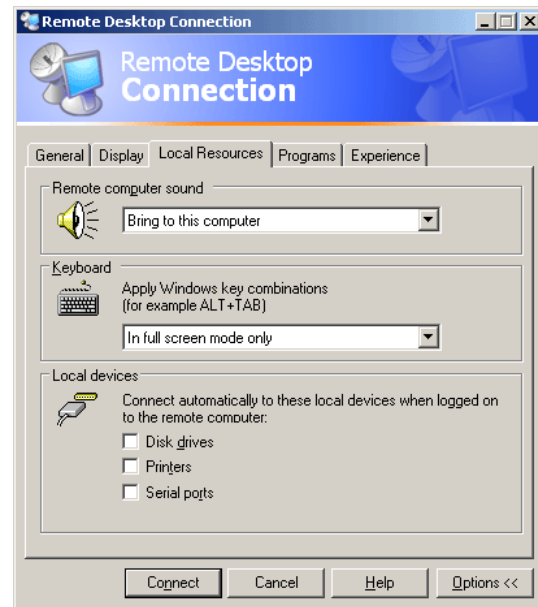 Remote Desktop Connection
Remote Desktop
Connection
General Display Local Resources Programs Experience
Remote computer sound
Bring to this computer
Keyboard
Apply Windows key combinations
(for example ALT+TAB)
In full screen mode only
Local devices
Connect automatically to these local devices when logged on
to the remote computer:
Disk drives
Printers
Serial ports
Connect Cancel Help Options <<